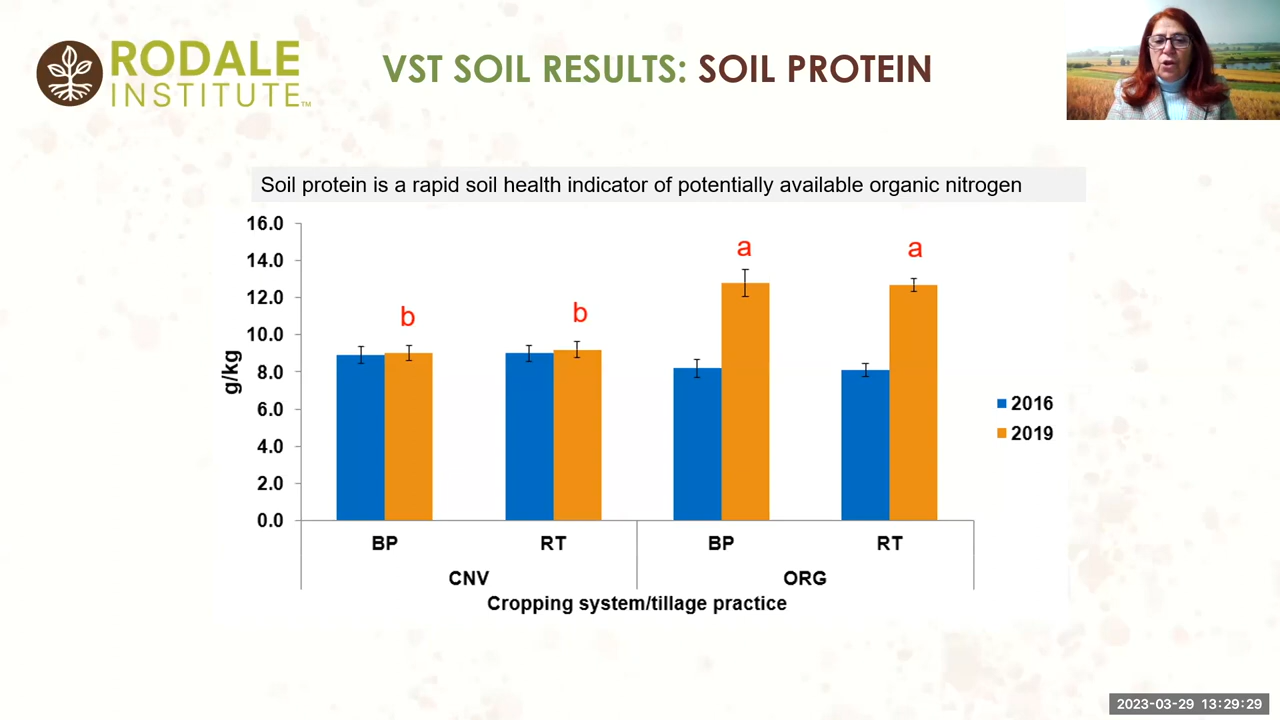 RODALE
INSTITUTE™
VST SOIL RESULTS: SOIL PROTEIN
Soil protein is a rapid soil health indicator of potentially available organic nitrogen
16.0
14.0
12.0
10.0
8.0
6.0
4.0
2.0
0.0
g/kg
b
b
a
a
2016
2019
BP
RT
BP
RT
CNV
ORG
Cropping system/tillage practice
2023-03-29 13:29:29